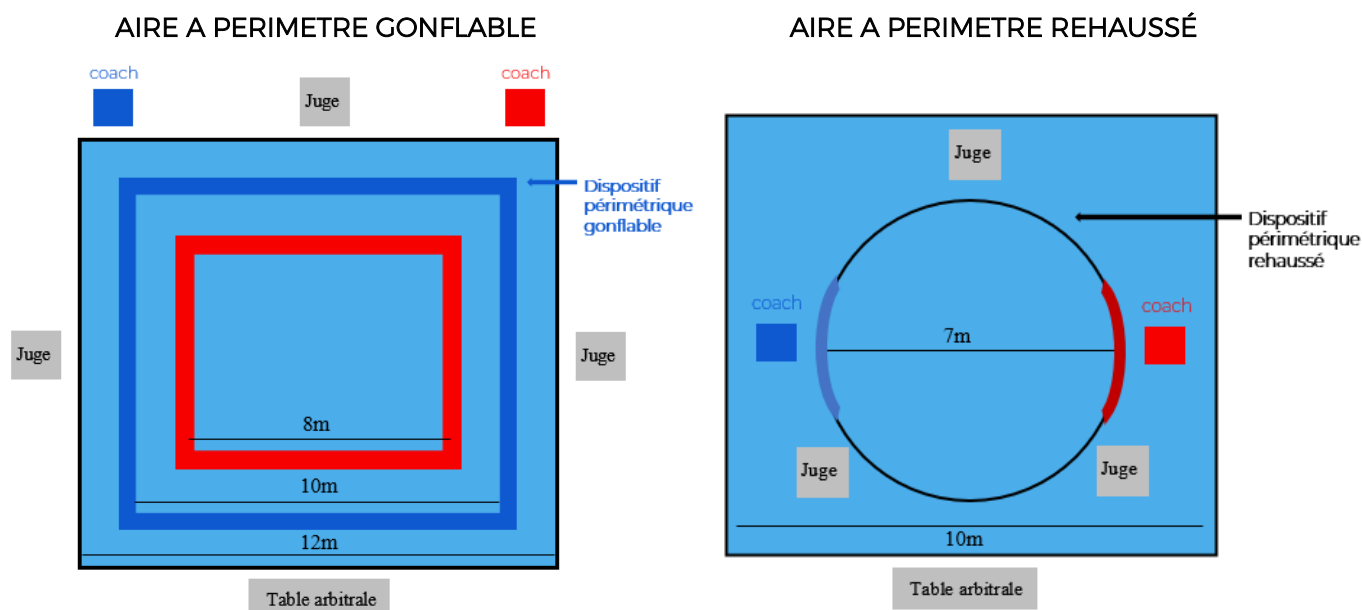 AIRE A PERIMETRE GONFLABLE
coach
Juge
coach
Dispositif
périmétrique
gonflable
Juge
Juge
8m
10m
12m
Table arbitrale
AIRE A PERIMETRE REHAUSSÉ
Juge
Dispositif
périmétrique
rehaussé
coach
coach
7m
Juge
Juge
10m
Table arbitrale